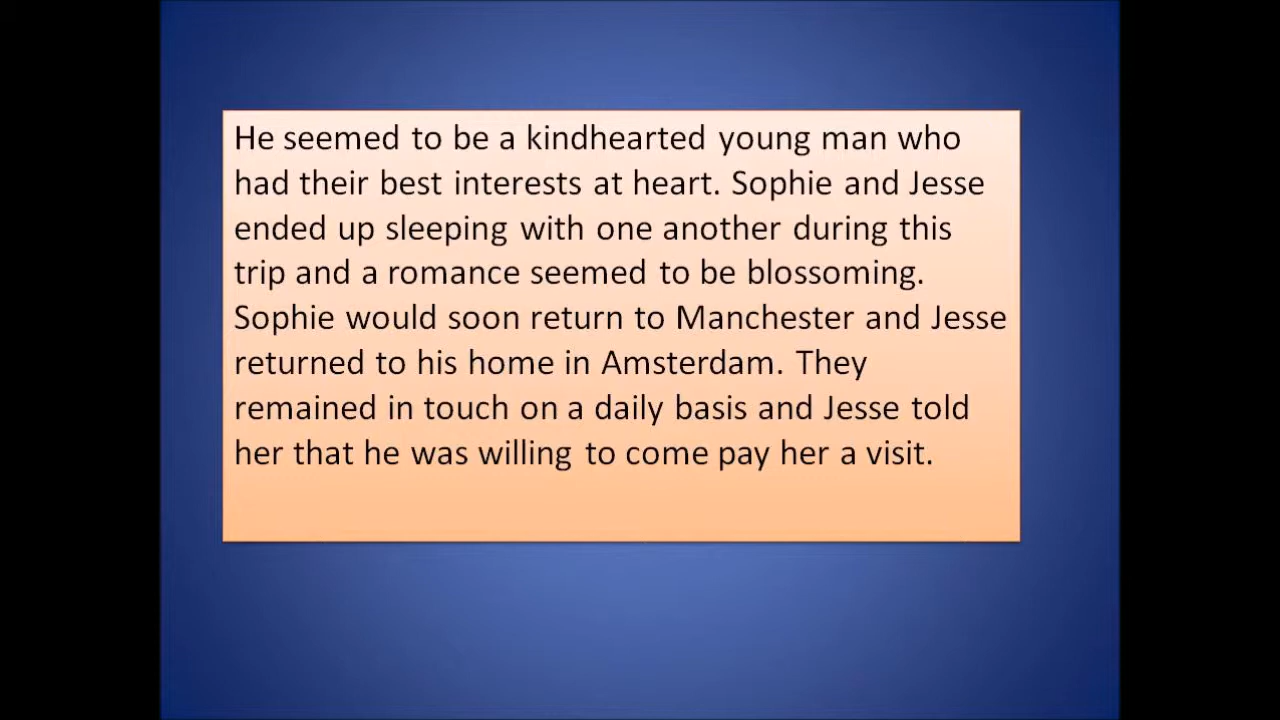 He seemed to be a kindhearted young man who
had their best interests at heart. Sophie and Jesse
ended up sleeping with one another during this
trip and a romance seemed to be blossoming.
Sophie would soon return to Manchester and Jesse
returned to his home in Amsterdam. They
remained in touch on a daily basis and Jesse told
her that he was willing to come pay her a visit.